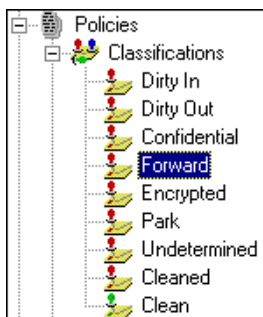 Policies
Classifications
Dirty In
Dirty Out
Confidential
Forward
Encrypted
Park
Undetermined
Cleaned
Clean